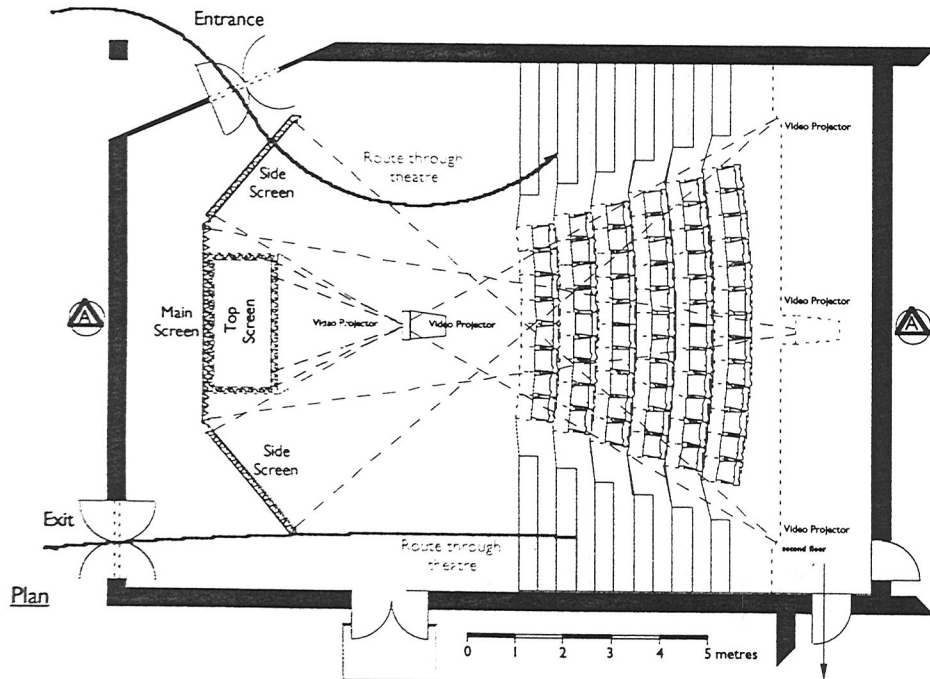 Entrance
Video Projector
Route through
theatre
Side
Screen
A
Main
Screen
Top
Screen
Video Projector
Video Projector
Video Projector
A
Side
Screen
Exit
Route through
theatre
Video Projector
second floor
Plan
0 1 2 3 4 5 metres